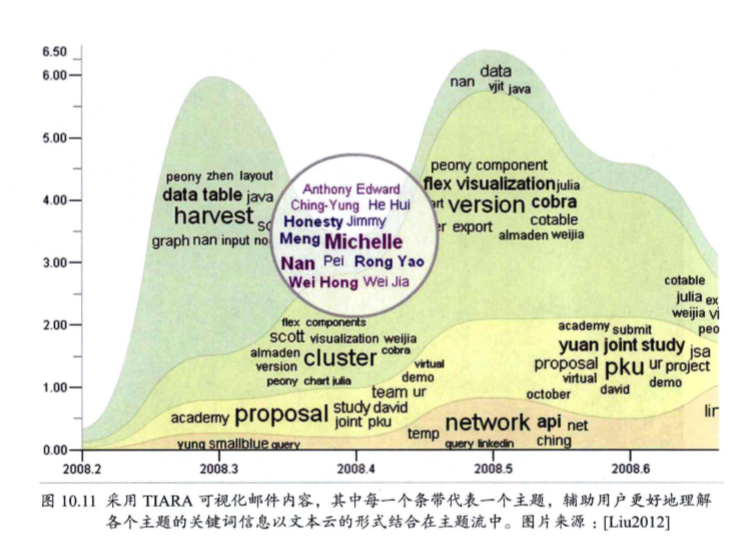 6.50
6.00
5.00
4.00
3.00
2.00
1.00
0.00
data
nan vjit java
peony zhen layout
data table java
harvest
graph nan input
Anthony Edward
Ching-Yung He Hui
Honesty Jimmy
Meng Michelle
Nan Pei Rong Yao
Wei Hong Wei Jia
peony component
flex visualization julia
version cobra
export cotable
almaden weijia
flex components
scott visualization weijia
almaden cluster cobra
version
peony chart julia
virtual
demo
team ur
academy proposal study david
joint pku
yung smallblue query
temp network api net
query linkedin ching
cotable
julia ex
weijia vi
peo
academy submit
yuan joint study jsa
proposal pku ur project
virtual demo
october david
lir
2008.2 2008.3 2008.4 2008.5 2008.6
图 10.11 采用 TIARA 可视化邮件内容，其中每一个条带代表一个主题，辅助用户更好地理解
各个主题的关键词信息以文本云的形式结合在主题流中。图片来源：[Liu2012]